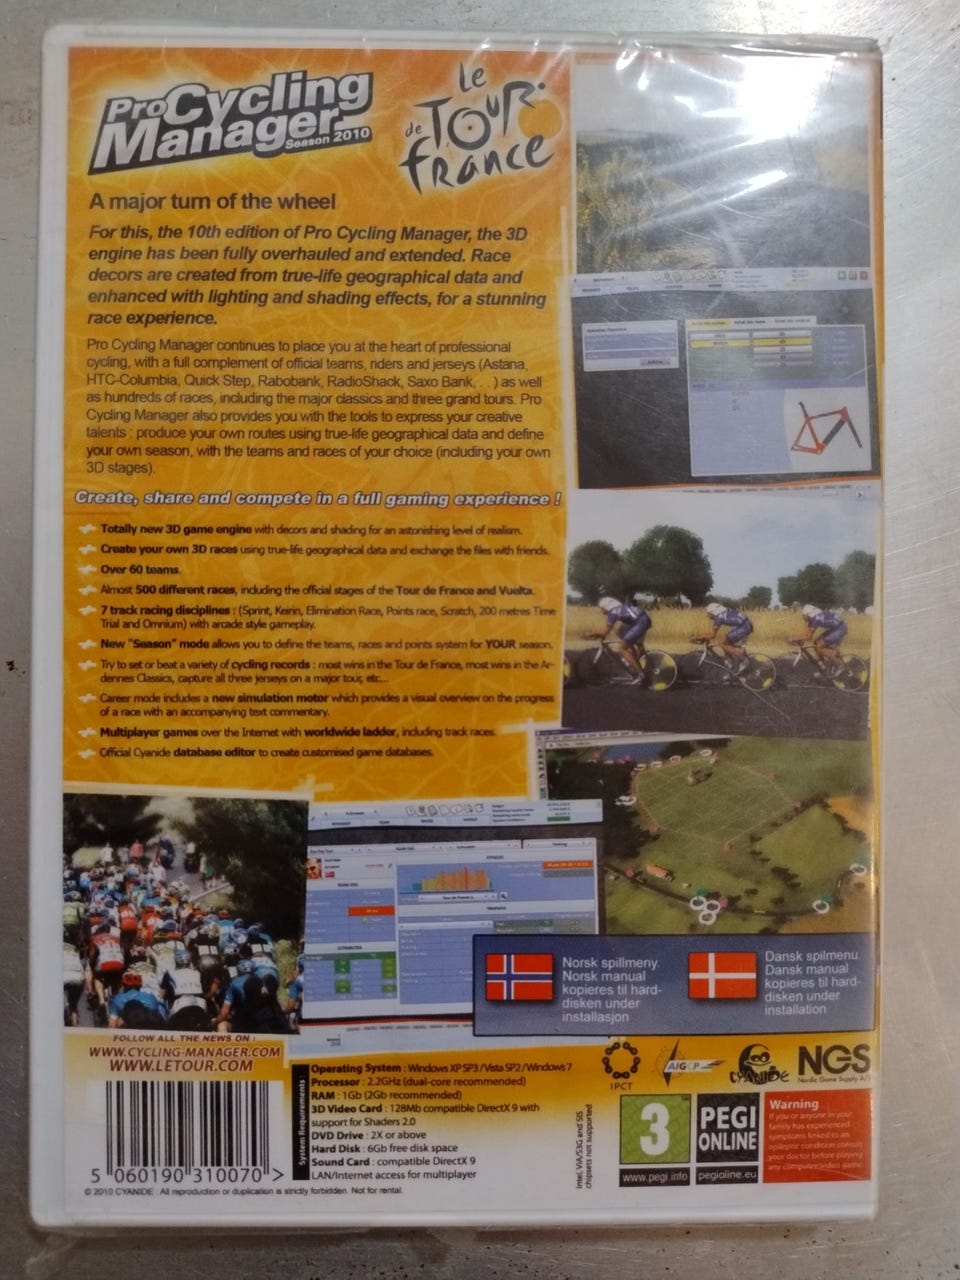 Pro Cycling
Manager
Season 2010
Le
de TOUR
france
A major turn of the wheel
For this, the 10th edition of Pro Cycling Manager, the 3D
engine has been fully overhauled and extended. Race
decors are created from true-life geographical data and
enhanced with lighting and shading effects, for a stunning
race experience.
Pro Cycling Manager continues to place you at the heart of professional
cycling, with a full complement of official teams, riders and jerseys (Astana,
HTC-Columbia, Quick Step, Rabobank, RadioShack, Saxo Bank, . . ) as well
as hundreds of races, including the major classics and three grand tours. Pro
Cycling Manager also provides you with the tools to express your creative
talents : produce your own routes using true-life geographical data and define
your own season, with the teams and races of your choice (including your own
3D stages).
Create, share and compete in a full gaming experience !
Totally new 3D game engine with decors and shading for an astonishing level of realism.
Create your own 3D races using true-life geographical data and exchange the files with friends.
Over 60 teams.
Almost 500 different races, including the official stages of the Tour de France and Vuelta.
7 track racing disciplines : (Sprint, Keirin, Elimination Race, Points race, Scratch, 200 metres Time
Trial and Omnium) with arcade style gameplay.
New "Season" mode allows you to define the teams, races and points system for YOUR season.
Try to set or beat a variety of cycling records : most wins in the Tour de France, most wins in the Ar-
dennes Classics, capture all three jerseys on a major tour, etc...
Career mode includes a new simulation motor which provides a visual overview on the progress
of a race with an accompanying text commentary.
Multiplayer games over the Internet with worldwide ladder, including track races.
Official Cyanide database editor to create customised game databases.
Norsk spillmeny.
Norsk manual
kopieres til hard-
disken under
installasjon
Dansk spilmenu.
Dansk manual
kopieres til hard-
disken under
installation
FOLLOW ALL THE NEWS ON :
WWW.CYCLING-MANAGER.COM
WWW.LETOUR.COM
5 060190 310070 >
© 2010 CYANIDE . All reproduction or duplication is strictly forbidden. Not for rental.
System Requirements :
Operating System : Windows XP SP3 / Vista SP2 / Windows 7
Processor : 2.2GHz (dual-core recommended)
RAM : 1Gb (2Gb recommended)
3D Video Card : 128Mb compatible DirectX 9 with
support for Shaders 2.0
DVD Drive : 2X or above
Hard Disk : 6Gb free disk space
Sound Card : compatible DirectX 9
LAN/Internet access for multiplayer
Intel, VIA/S3G and SIS
chipsets not supported
IPCT
AIGCP
CYANIDE
NGS
Nordic Game Supply A/S
3
www.pegi.info
PEGI
ONLINE
pegionline.eu
Warning
If you or anyone in your
family has experienced
symptoms linked to an
epileptic condition consult
your doctor before playing
any computer/video game.